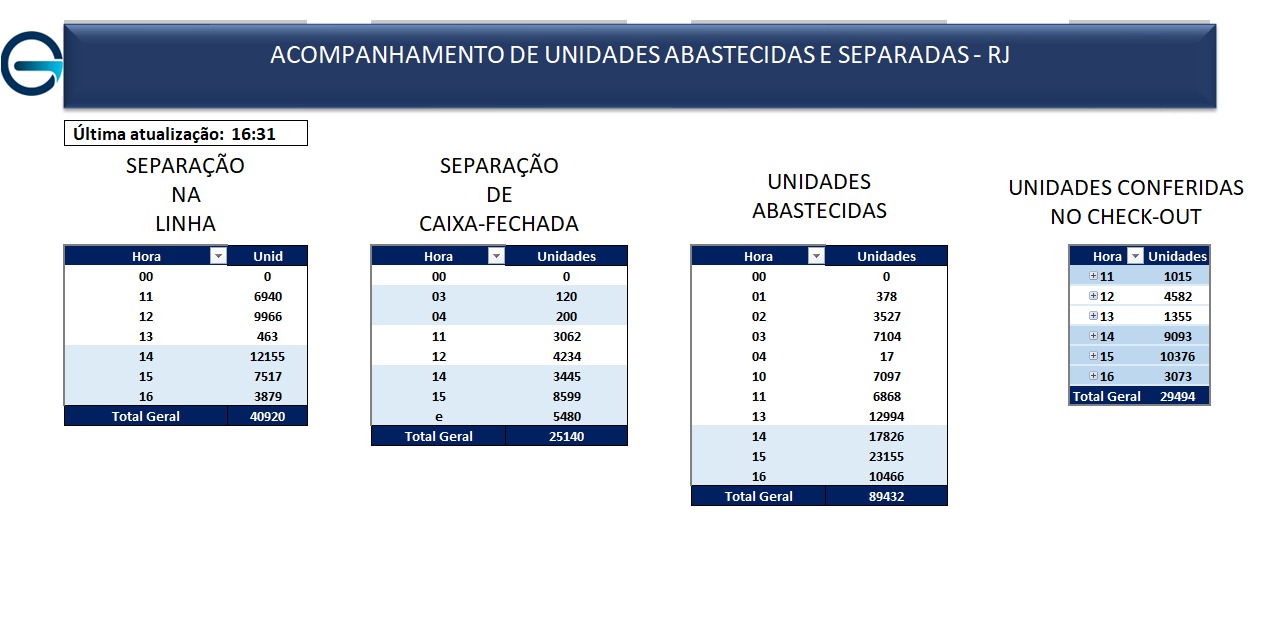 ACOMPANHAMENTO DE UNIDADES ABASTECIDAS E SEPARADAS - RJ
Última atualização: 16:31
SEPARAÇÃO
NA
LINHA
Hora Unid
00 0
11 6940
12 9966
13 463
14 12155
15 7517
16 3879
Total Geral 40920
SEPARAÇÃO
DE
CAIXA-FECHADA
Hora Unidades
00 0
03 120
04 200
11 3062
12 4234
14 3445
15 8599
e 5480
Total Geral 25140
UNIDADES
ABASTECIDAS
Hora Unidades
00 0
01 378
02 3527
03 7104
04 17
10 7097
11 6868
13 12994
14 17826
15 23155
16 10466
Total Geral 89432
UNIDADES CONFERIDAS
NO CHECK-OUT
Hora Unidades
11 1015
12 4582
13 1355
14 9093
15 10376
16 3073
Total Geral 29494